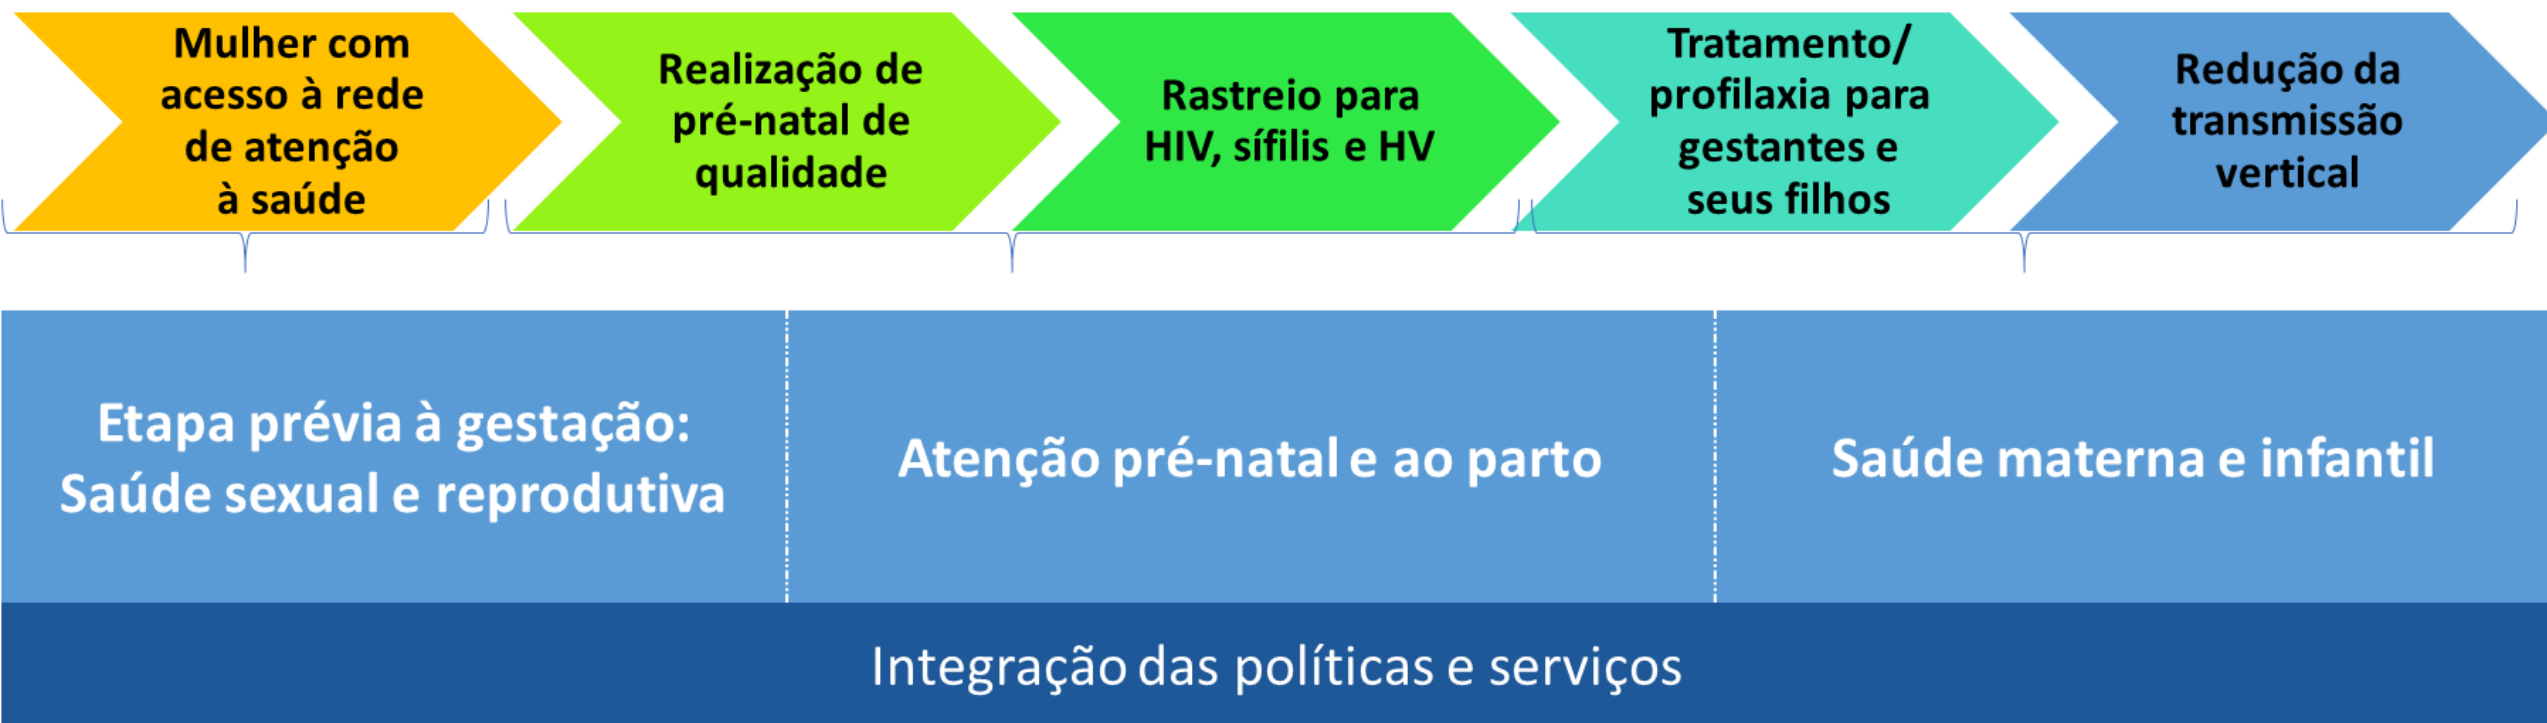 Mulher com
acesso à rede
de atenção
à saúde
Realização de
pré-natal de
qualidade
Rastreio para
HIV, sífilis e HV
Tratamento/
profilaxia para
gestantes e
seus filhos
Redução da
transmissão
vertical
Etapa prévia à gestação:
Saúde sexual e reprodutiva
Atenção pré-natal e ao parto
Saúde materna e infantil
Integração das políticas e serviços